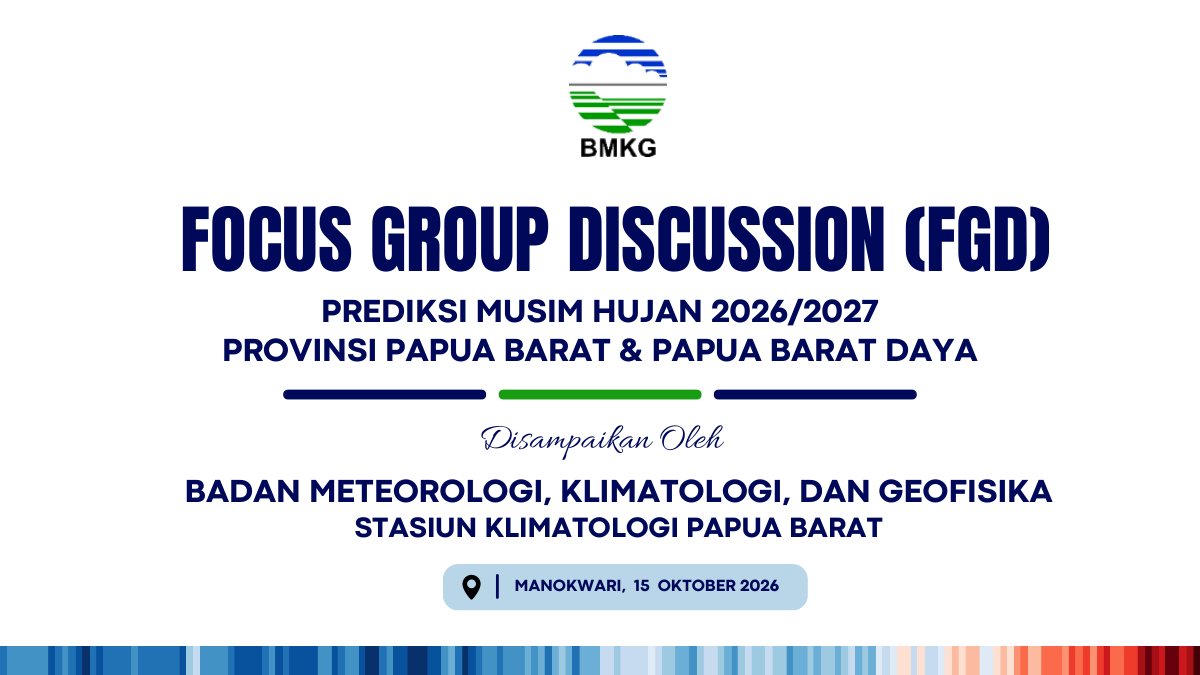 BMKG
FOCUS GROUP DISCUSSION (FGD)
PREDIKSI MUSIM HUJAN 2026/2027
PROVINSI PAPUA BARAT & PAPUA BARAT DAYA
Disampaikan Oleh
BADAN METEOROLOGI, KLIMATOLOGI, DAN GEOFISIKA
STASIUN KLIMATOLOGI PAPUA BARAT
MANOKWARI, 15 OKTOBER 2026